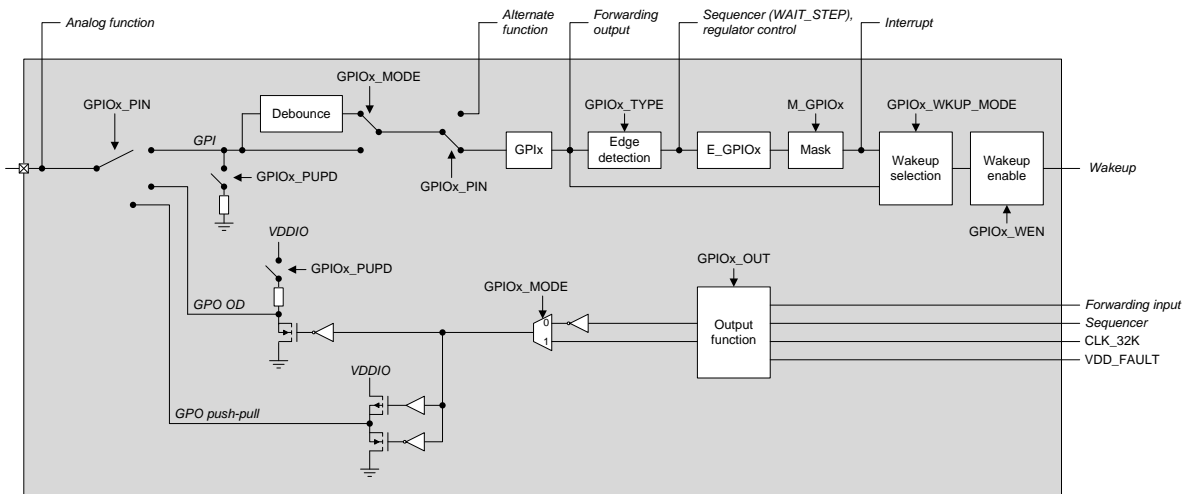 Analog function
Alternate
function
Forwarding
output
Sequencer (WAIT_STEP),
regulator control
Interrupt
GPIOx_PIN
GPIOx_MODE
Debounce
GPI
GPIOx_PUPD
GPIOx_PIN
GPIx
GPIOx_TYPE
Edge
detection
E_GPIOx
M_GPIOx
Mask
GPIOx_WKUP_MODE
Wakeup
selection
Wakeup
enable
Wakeup
GPIOx_WEN
VDDIO
GPIOx_PUPD
GPO OD
GPIOx_MODE
0
1
GPIOx_OUT
Output
function
Forwarding input
Sequencer
CLK_32K
VDD_FAULT
VDDIO
GPO push-pull